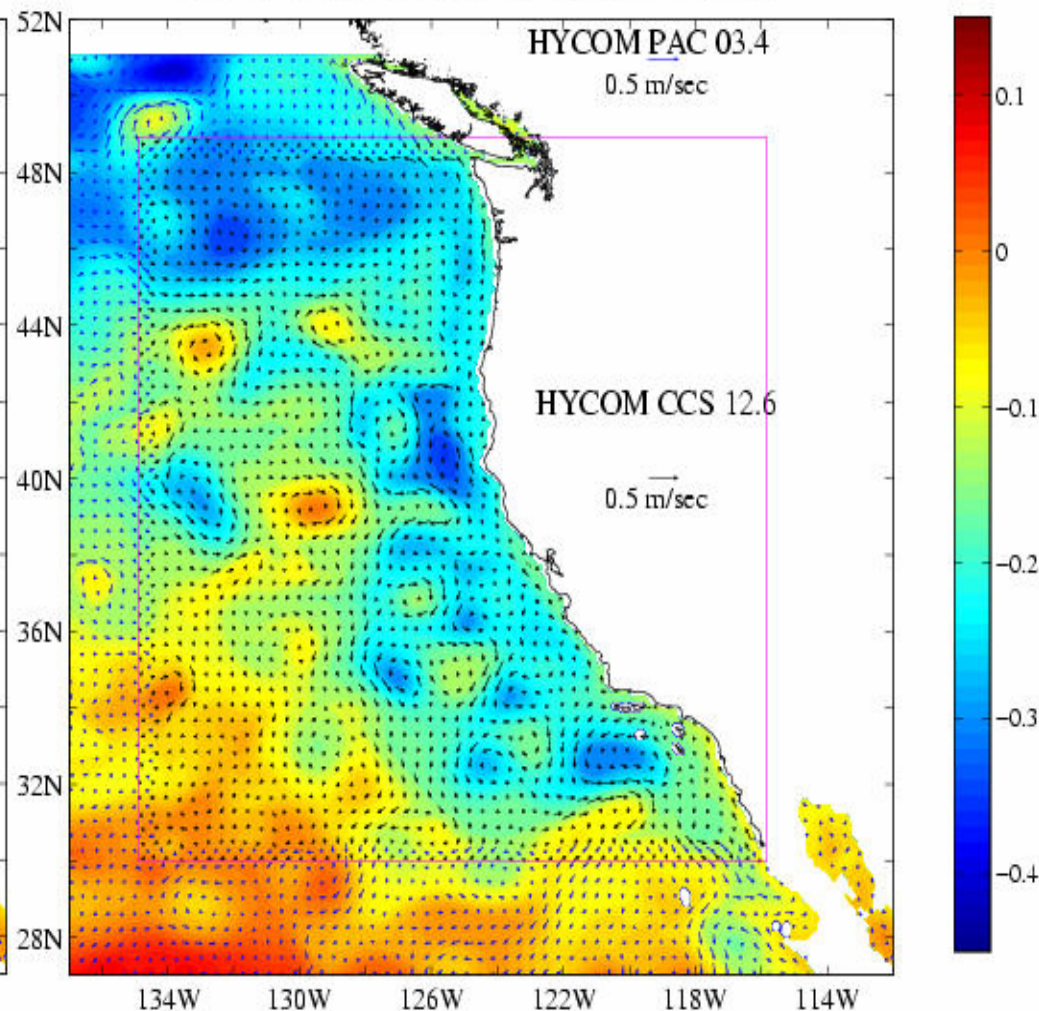 52N
HYCOM PAC 03.4
0.5 m/sec
0.1
48N
0
44N
HYCOM CCS 12.6
−0.1
40N
0.5 m/sec
−0.2
36N
−0.3
32N
−0.4
28N
134W 130W 126W 122W 118W 114W